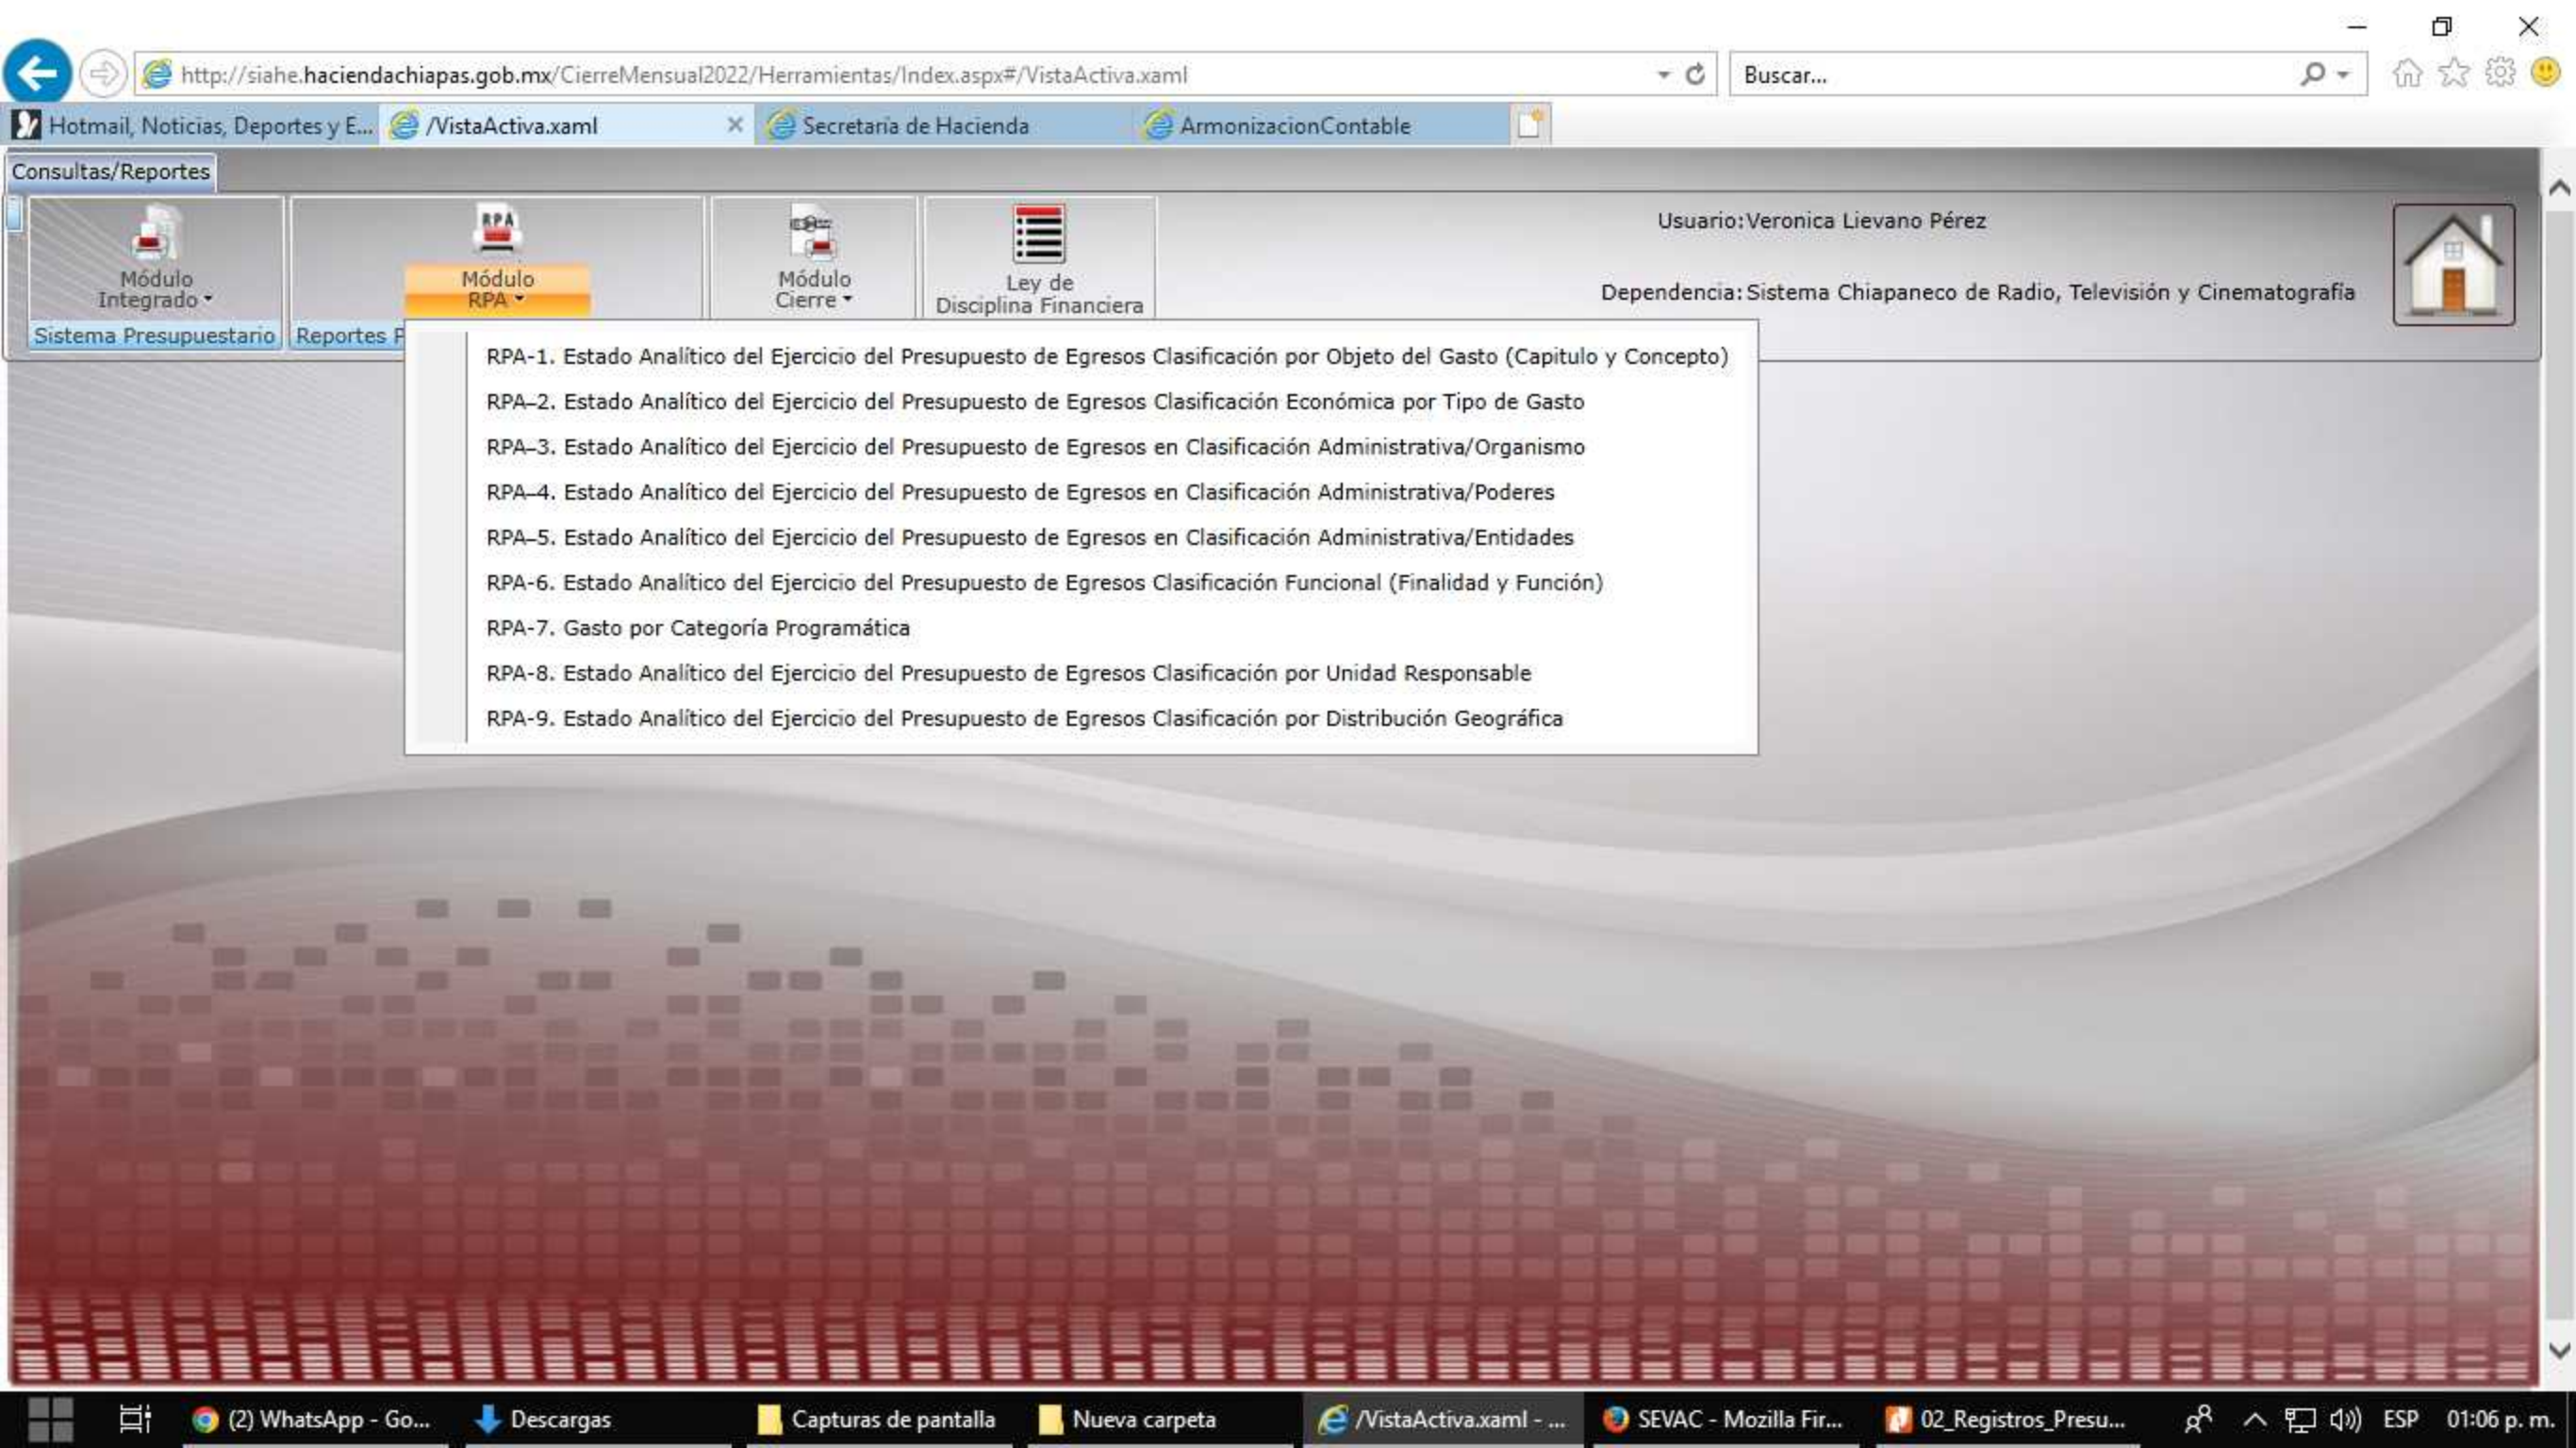 http://siahe.haciendachiapas.gob.mx/CierreMensual2022/Herramientas/Index.aspx#/VistaActiva.xaml
Buscar...
Hotmail, Noticias, Deportes y E...
/VistaActiva.xaml
Secretaría de Hacienda
ArmonizacionContable
Consultas/Reportes
RPA
Módulo
Integrado
Módulo
RPA
Módulo
Cierre
Ley de
Disciplina Financiera
Usuario: Veronica Lievano Pérez
Dependencia: Sistema Chiapaneco de Radio, Televisión y Cinematografía
Sistema Presupuestario
Reportes P
RPA-1. Estado Analítico del Ejercicio del Presupuesto de Egresos Clasificación por Objeto del Gasto (Capitulo y Concepto)
RPA–2. Estado Analítico del Ejercicio del Presupuesto de Egresos Clasificación Económica por Tipo de Gasto
RPA–3. Estado Analítico del Ejercicio del Presupuesto de Egresos en Clasificación Administrativa/Organismo
RPA–4. Estado Analítico del Ejercicio del Presupuesto de Egresos en Clasificación Administrativa/Poderes
RPA–5. Estado Analítico del Ejercicio del Presupuesto de Egresos en Clasificación Administrativa/Entidades
RPA-6. Estado Analítico del Ejercicio del Presupuesto de Egresos Clasificación Funcional (Finalidad y Función)
RPA-7. Gasto por Categoría Programática
RPA-8. Estado Analítico del Ejercicio del Presupuesto de Egresos Clasificación por Unidad Responsable
RPA-9. Estado Analítico del Ejercicio del Presupuesto de Egresos Clasificación por Distribución Geográfica
(2) WhatsApp - Go...
Descargas
Capturas de pantalla
Nueva carpeta
/VistaActiva.xaml - ...
SEVAC - Mozilla Fir...
02_Registros_Presu...
ESP
01:06 p. m.